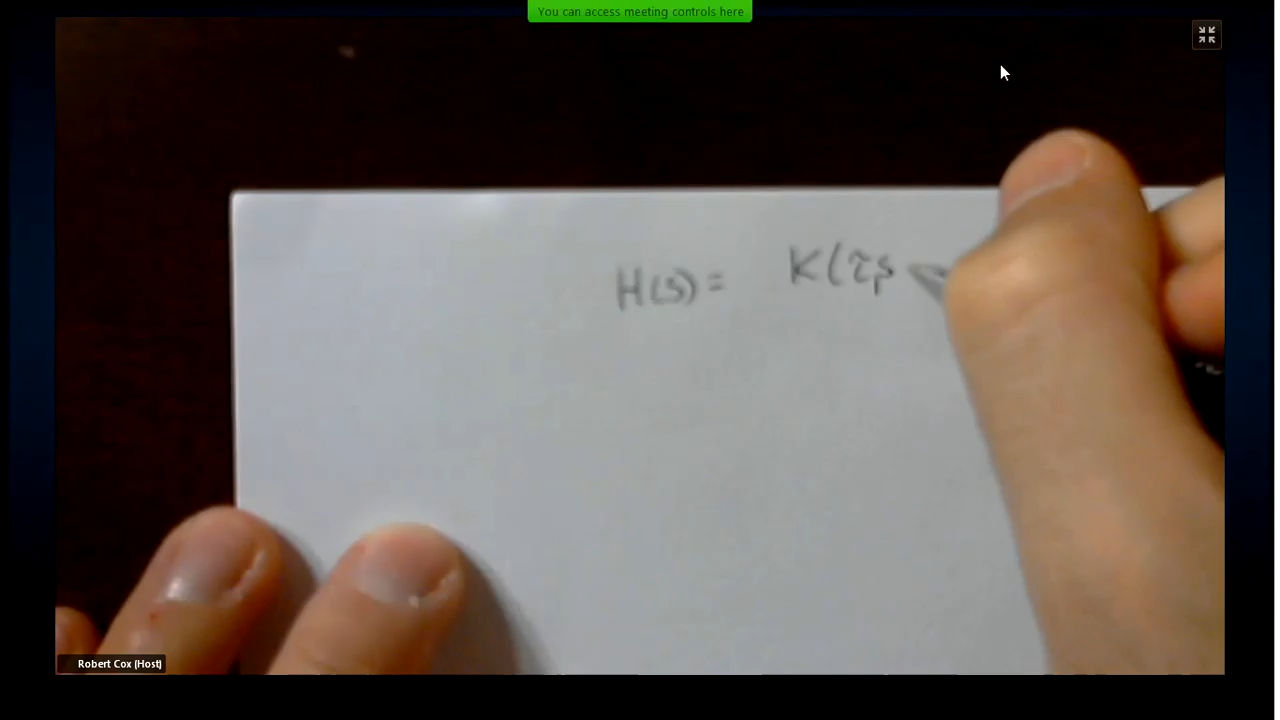 You can access meeting controls here
H(s) = K(τs
Robert Cox (Host)